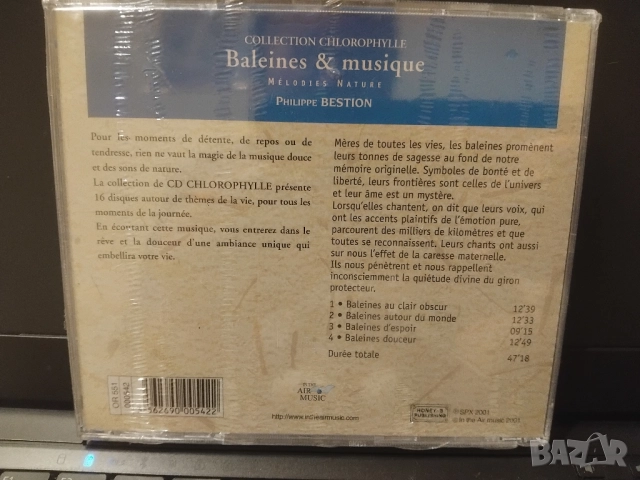 COLLECTION CHLOROPHYLLE
Baleines & musique
MÉLODIES NATURE
PHILIPPE BESTION
Pour les moments de détente, de repos ou de
tendresse, rien ne vaut la magie de la musique douce
et des sons de nature.
La collection de CD CHLOROPHYLLE présente
16 disques autour de thèmes de la vie, pour tous les
moments de la journée.
En écoutant cette musique, vous entrerez dans le
rêve et la douceur d'une ambiance unique qui
embellira votre vie.
Mères de toutes les vies, les baleines promènent
leurs tonnes de sagesse au fond de notre
mémoire originelle. Symboles de bonté et de
liberté, leurs frontières sont celles de l'univers
et leur âme est un mystère.
Lorsqu'elles chantent, on dit que leurs voix, qui
ont les accents plaintifs de l'émotion pure,
parcourent des milliers de kilomètres et que
toutes se reconnaissent. Leurs chants ont aussi
sur nous l'effet de la caresse maternelle.
Ils nous pénètrent et nous rappellent
inconsciemment la quiétude divine du giron
protecteur.
1 • Baleines au clair obscur 12'39
2 • Baleines autour du monde 12'33
3 • Baleines d'espoir 09'15
4 • Baleines douceur 12'49
Durée totale 47'18
AIR
MUSIC
PUBLISHING
BAZAR